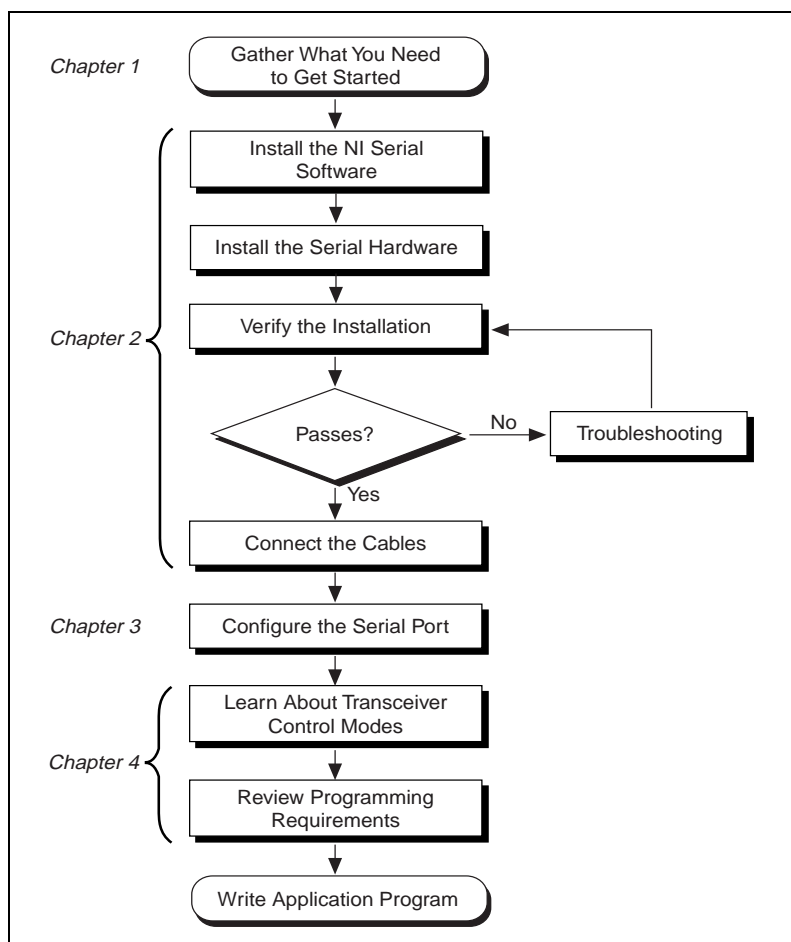 Chapter 1
Gather What You Need
to Get Started
Install the NI Serial
Software
Install the Serial Hardware
Chapter 2
Verify the Installation
Passes?
No
Troubleshooting
Yes
Connect the Cables
Chapter 3
Configure the Serial Port
Learn About Transceiver
Control Modes
Chapter 4
Review Programming
Requirements
Write Application Program